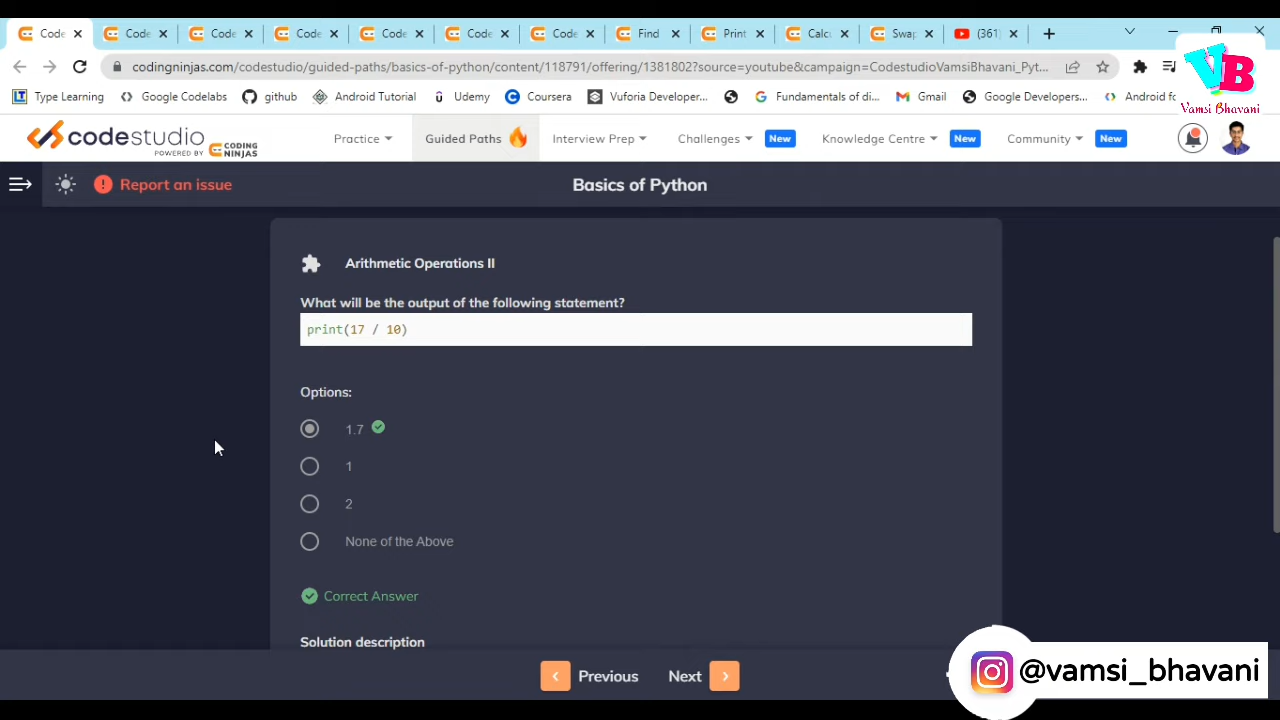 Code
Code
Code
Code
Code
Code
Code
Find
Print
Calcu
Swap
(361)
codingninjas.com/codestudio/guided-paths/basics-of-python/content/118791/offering/1381802?source=youtube&campaign=CodestudioVamsiBhavani_Pyt...
VB
Vamsi Bhavani
Type Learning
Google Codelabs
github
Android Tutorial
Udemy
Coursera
Vuforia Developer...
Fundamentals of di...
Gmail
Google Developers...
Android fo
codestudio
POWERED BY CODING NINJAS
Practice
Guided Paths
Interview Prep
Challenges
New
Knowledge Centre
New
Community
New
Report an issue
Basics of Python
Arithmetic Operations II
What will be the output of the following statement?
print(17 / 10)
Options:
1.7
1
2
None of the Above
Correct Answer
Solution description
Previous
Next
@vamsi_bhavani